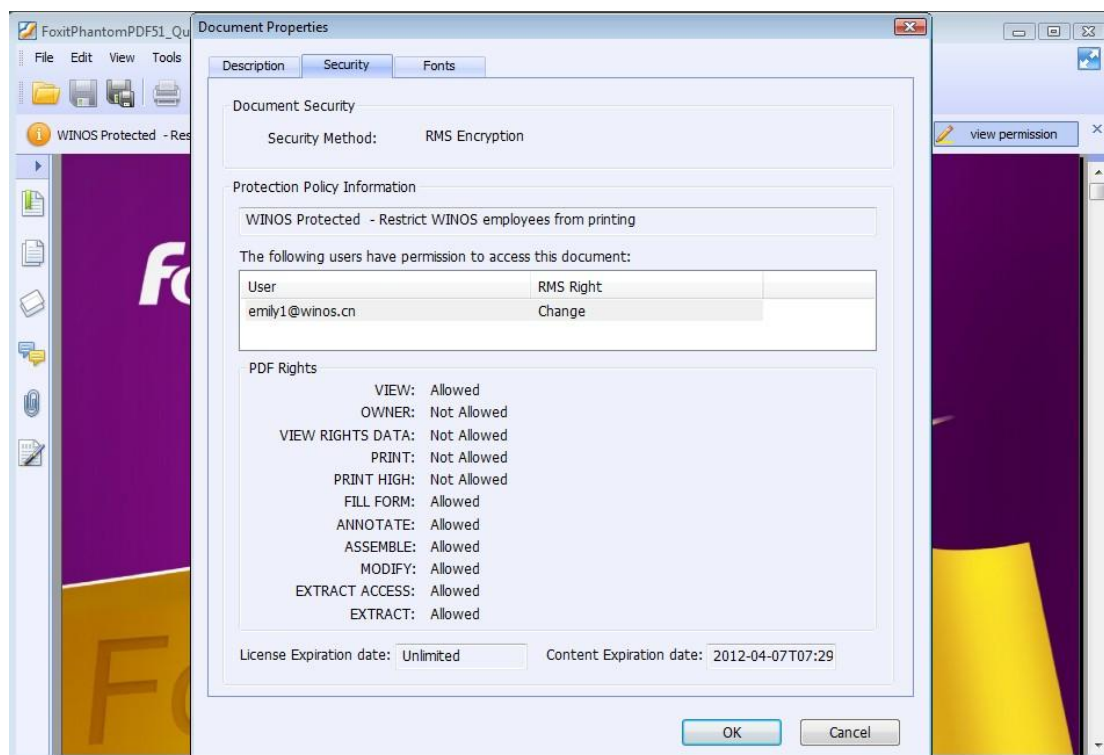 FoxitPhantomPDF51_Qu
Document Properties
File Edit View Tools
Description Security Fonts
Document Security
Security Method: RMS Encryption
WINOS Protected - Res
view permission
Protection Policy Information
WINOS Protected - Restrict WINOS employees from printing
The following users have permission to access this document:
User RMS Right
emily1@winos.cn Change
PDF Rights
VIEW: Allowed
OWNER: Not Allowed
VIEW RIGHTS DATA: Not Allowed
PRINT: Not Allowed
PRINT HIGH: Not Allowed
FILL FORM: Allowed
ANNOTATE: Allowed
ASSEMBLE: Allowed
MODIFY: Allowed
EXTRACT ACCESS: Allowed
EXTRACT: Allowed
License Expiration date: Unlimited Content Expiration date: 2012-04-07T07:29
OK Cancel
Fo
Fo